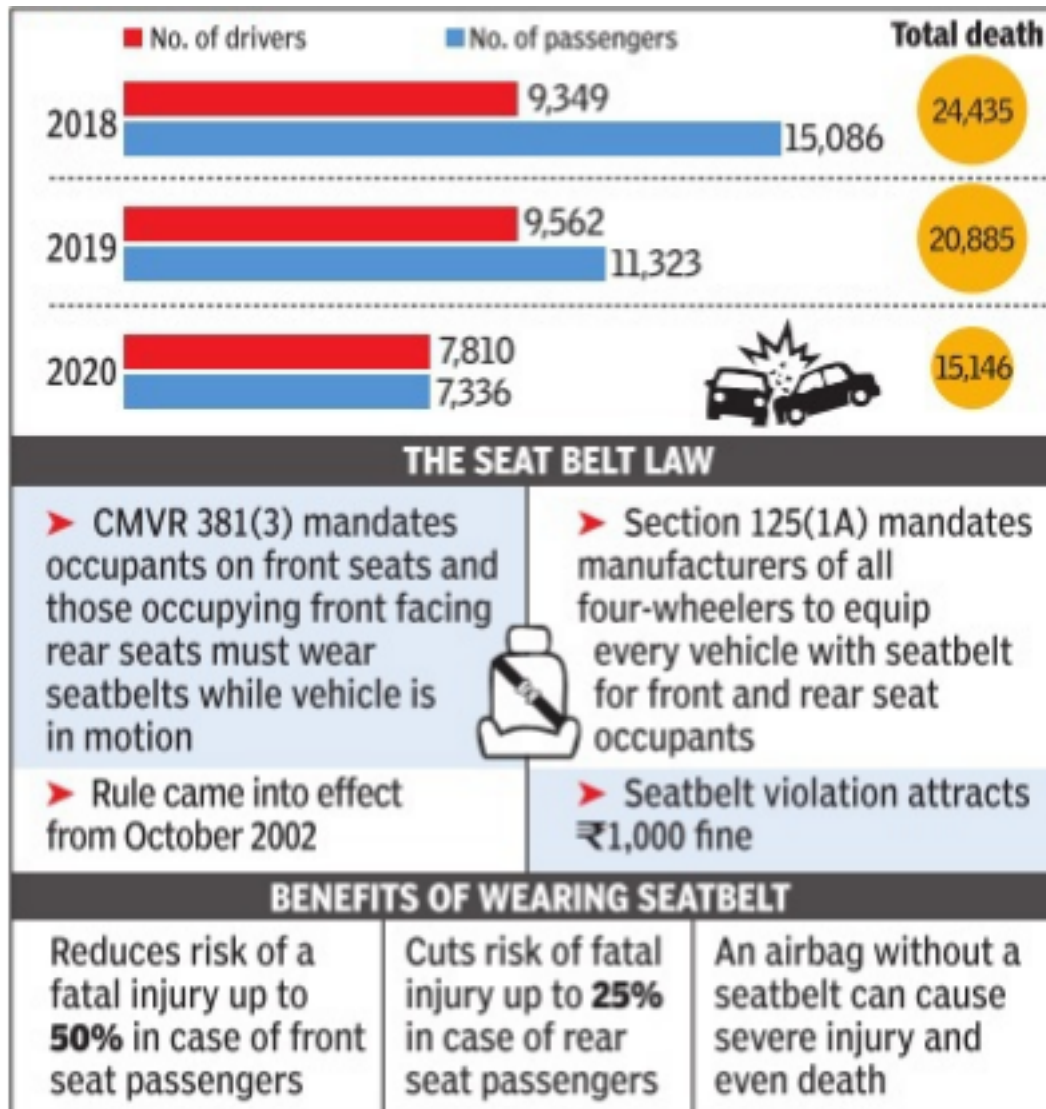 No. of drivers
No. of passengers
Total death
2018
9,349
15,086
24,435
2019
9,562
11,323
20,885
2020
7,810
7,336
15,146
THE SEAT BELT LAW
➤ CMVR 381(3) mandates
occupants on front seats and
those occupying front facing
rear seats must wear
seatbelts while vehicle is
in motion
➤ Section 125(1A) mandates
manufacturers of all
four-wheelers to equip
every vehicle with seatbelt
for front and rear seat
occupants
➤ Rule came into effect
from October 2002
➤ Seatbelt violation attracts
₹1,000 fine
BENEFITS OF WEARING SEATBELT
Reduces risk of a
fatal injury up to
50% in case of front
seat passengers
Cuts risk of fatal
injury up to 25%
in case of rear
seat passengers
An airbag without a
seatbelt can cause
severe injury and
even death